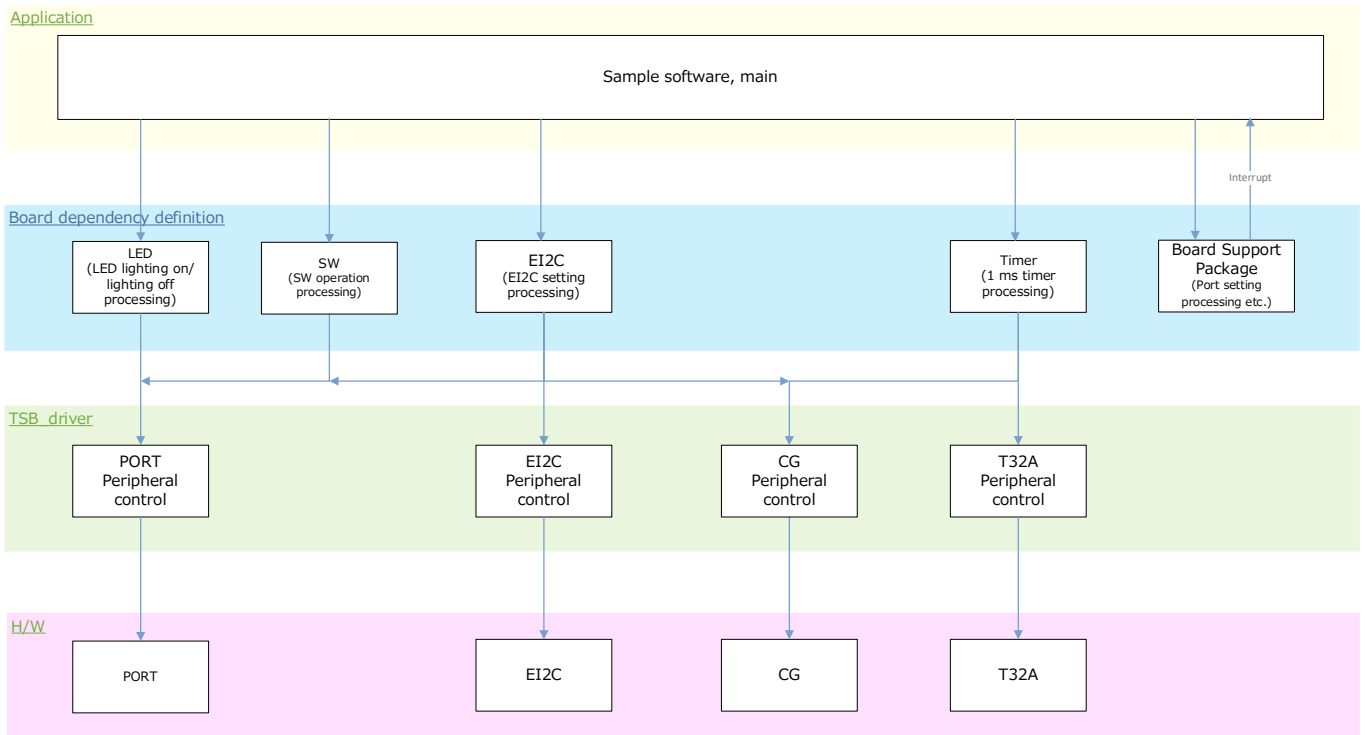 Application
Sample software, main
Interrupt
Board dependency definition
LED
(LED lighting on/
lighting off
processing)
SW
(SW operation
processing)
EI2C
(EI2C setting
processing)
Timer
(1 ms timer
processing)
Board Support
Package
(Port setting
processing etc.)
TSB_driver
PORT
Peripheral
control
EI2C
Peripheral
control
CG
Peripheral
control
T32A
Peripheral
control
H/W
PORT
EI2C
CG
T32A